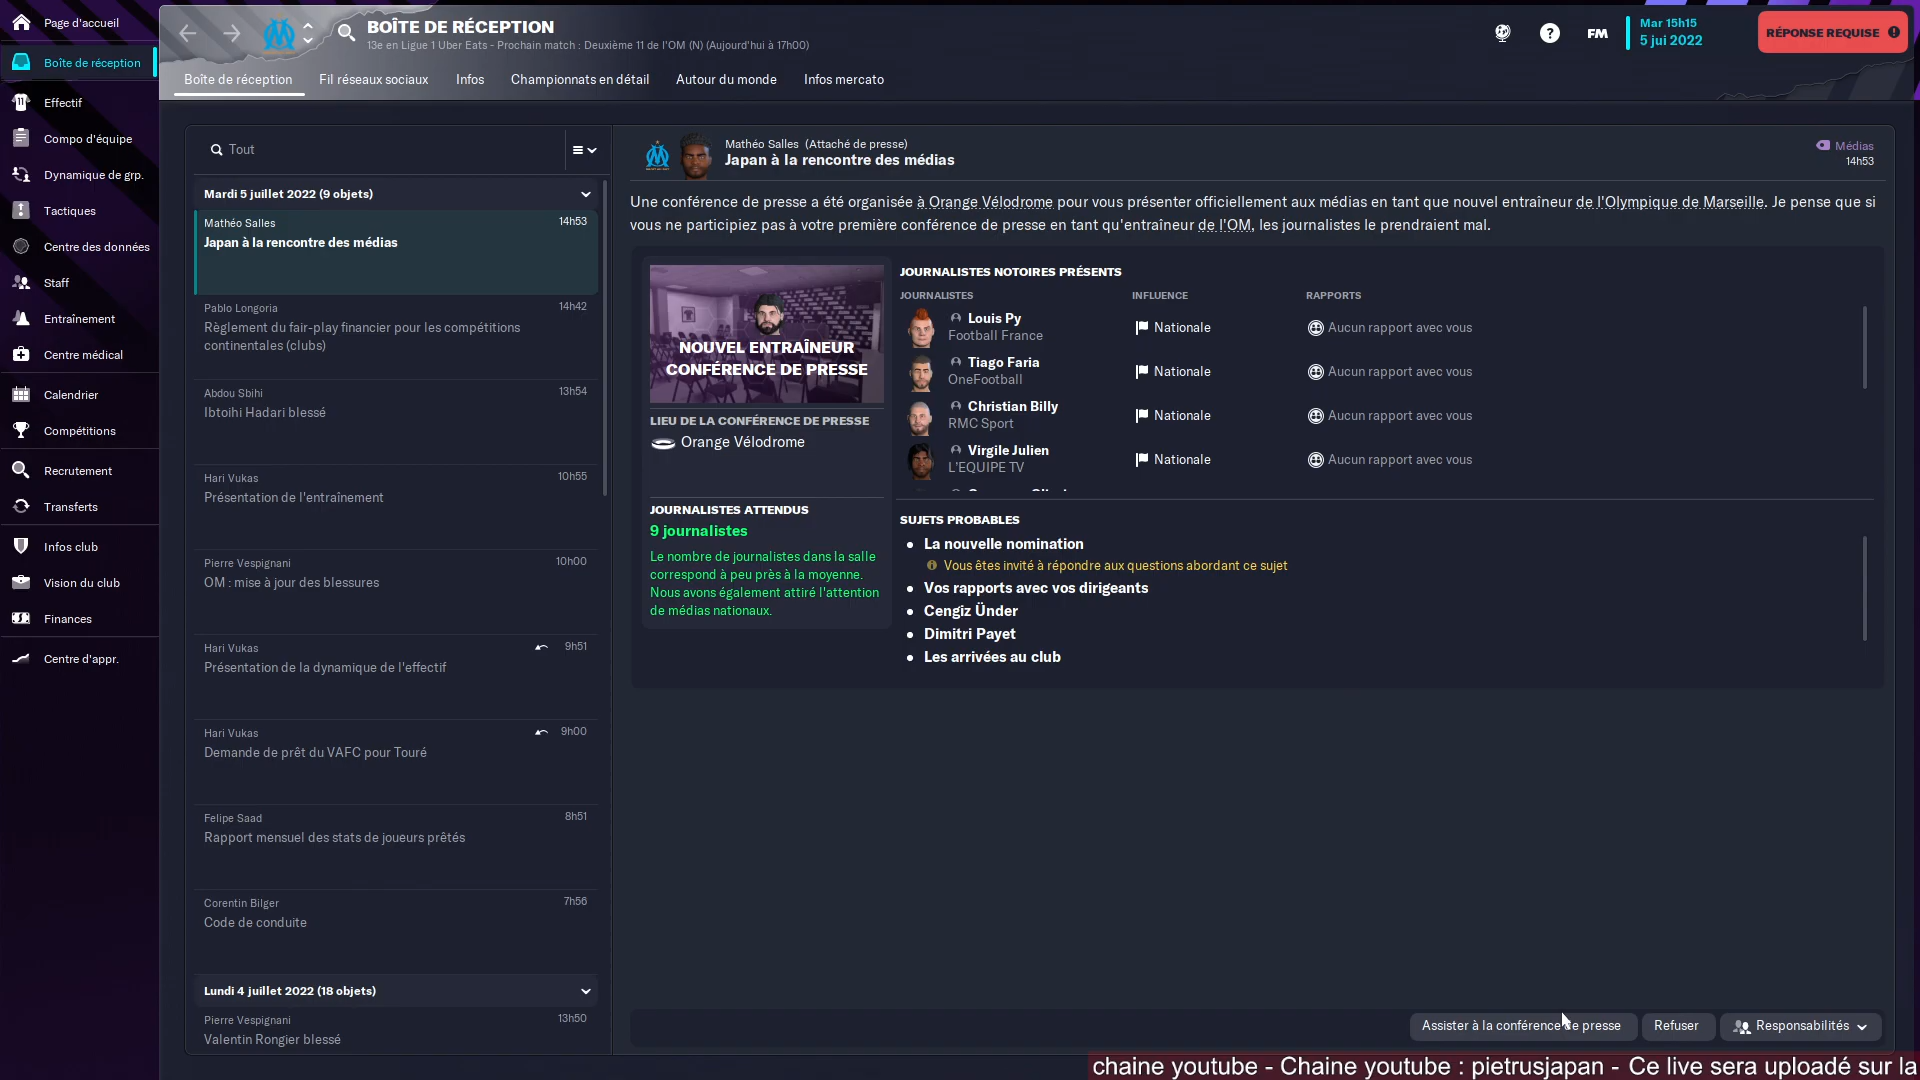 Page d'accueil
Boîte de réception
Effectif
Compo d'équipe
Dynamique de grp.
Tactiques
Centre des données
Staff
Entraînement
Centre médical
Calendrier
Compétitions
Recrutement
Transferts
Infos club
Vision du club
Finances
Centre d'appr.
BOÎTE DE RÉCEPTION
13e en Ligue 1 Uber Eats - Prochain match : Deuxième 11 de l'OM (N) (Aujourd'hui à 17h00)
FM
Mar 15h15
5 jui 2022
RÉPONSE REQUISE
Boîte de réception
Fil réseaux sociaux
Infos
Championnats en détail
Autour du monde
Infos mercato
Tout
Mardi 5 juillet 2022 (9 objets)
Mathéo Salles 14h53
Japan à la rencontre des médias
Pablo Longoria 14h42
Règlement du fair-play financier pour les compétitions
continentales (clubs)
Abdou Sbihi 13h54
Ibtoihi Hadari blessé
Hari Vukas 10h55
Présentation de l'entraînement
Pierre Vespignani 10h00
OM : mise à jour des blessures
Hari Vukas 9h51
Présentation de la dynamique de l'effectif
Hari Vukas 9h00
Demande de prêt du VAFC pour Touré
Felipe Saad 8h51
Rapport mensuel des stats de joueurs prêtés
Corentin Bilger 7h56
Code de conduite
Lundi 4 juillet 2022 (18 objets)
Pierre Vespignani 13h50
Valentin Rongier blessé
Mathéo Salles (Attaché de presse)
Japan à la rencontre des médias
Médias
14h53
Une conférence de presse a été organisée à Orange Vélodrome pour vous présenter officiellement aux médias en tant que nouvel entraîneur de l'Olympique de Marseille. Je pense que si
vous ne participiez pas à votre première conférence de presse en tant qu'entraîneur de l'OM, les journalistes le prendraient mal.
NOUVEL ENTRAÎNEUR
CONFÉRENCE DE PRESSE
LIEU DE LA CONFÉRENCE DE PRESSE
Orange Vélodrome
JOURNALISTES ATTENDUS
9 journalistes
Le nombre de journalistes dans la salle
correspond à peu près à la moyenne.
Nous avons également attiré l'attention
de médias nationaux.
JOURNALISTES NOTOIRES PRÉSENTS
JOURNALISTES INFLUENCE RAPPORTS
Louis Py
Football France
Nationale
Aucun rapport avec vous
Tiago Faria
OneFootball
Nationale
Aucun rapport avec vous
Christian Billy
RMC Sport
Nationale
Aucun rapport avec vous
Virgile Julien
L'EQUIPE TV
Nationale
Aucun rapport avec vous
SUJETS PROBABLES
• La nouvelle nomination
Vous êtes invité à répondre aux questions abordant ce sujet
• Vos rapports avec vos dirigeants
• Cengiz Ünder
• Dimitri Payet
• Les arrivées au club
Assister à la conférence de presse
Refuser
Responsabilités
chaine youtube - Chaine youtube : pietrusjapan - Ce live sera uploadé sur la